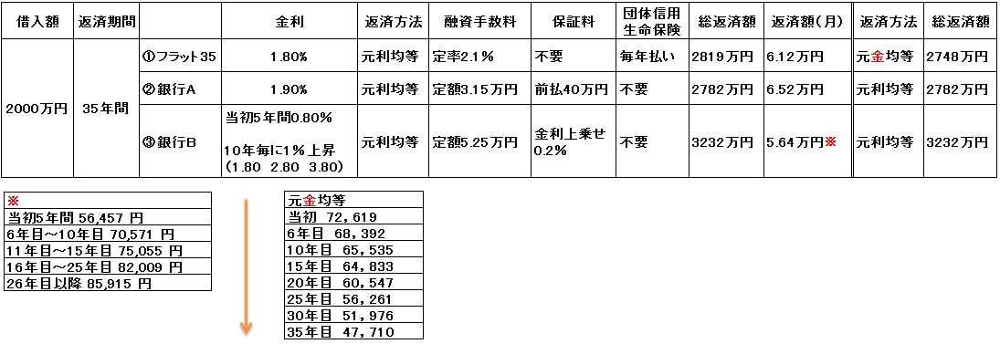 借入額 返済期間 金利 返済方法 融資手数料 保証料 団体信用生命保険 総返済額 返済額(月) 返済方法 総返済額
2000万円 35年間
①フラット35 1.80% 元利均等 定率2.1% 不要 毎年払い 2819万円 6.12万円 元金均等 2748万円
②銀行A 1.90% 元利均等 定額3.15万円 前払40万円 不要 2782万円 6.52万円 元利均等 2782万円
③銀行B 当初5年間0.80%
10年毎に1%上昇
(1.80 2.80 3.80)
元利均等 定額5.25万円 金利上乗せ
0.2%
不要 3232万円 5.64万円※ 元利均等 3232万円
※
当初5年間 56,457 円
6年目~10年目 70,571 円
11年目~15年目 75,055 円
16年目~25年目 82,009 円
26年目以降 85,915 円
元金均等
当初 72,619
6年目 68,392
10年目 65,535
15年目 64,833
20年目 60,547
25年目 56,261
30年目 51,976
35年目 47,710